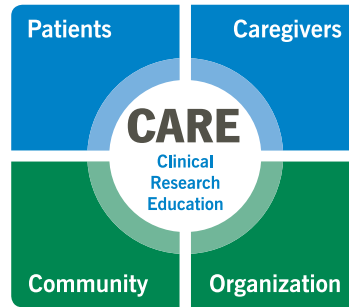 Patients
Caregivers
CARE
Clinical
Research
Education
Community
Organization